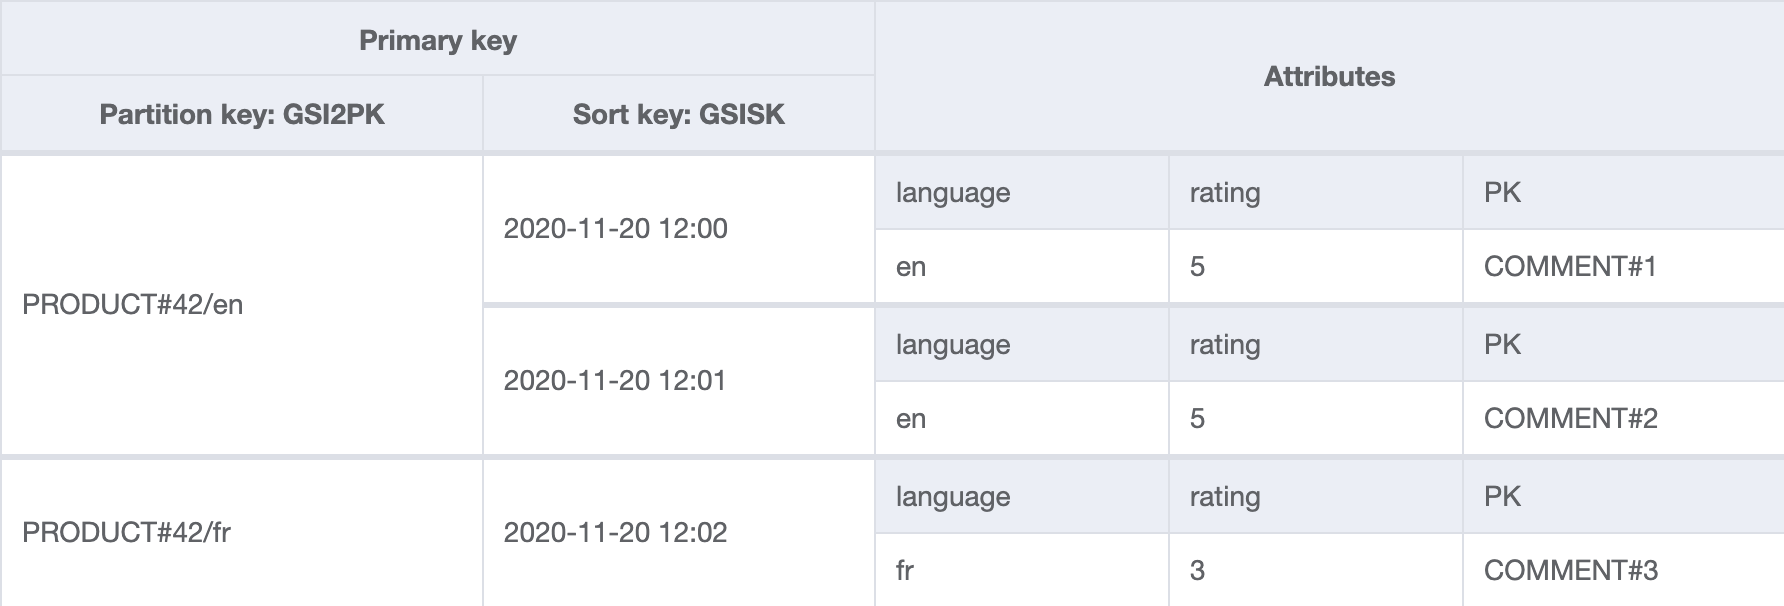 Primary key
Attributes
Partition key: GSI2PK
Sort key: GSISK
PRODUCT#42/en
2020-11-20 12:00
language
rating
PK
en
5
COMMENT#1
2020-11-20 12:01
language
rating
PK
en
5
COMMENT#2
PRODUCT#42/fr
2020-11-20 12:02
language
rating
PK
fr
3
COMMENT#3